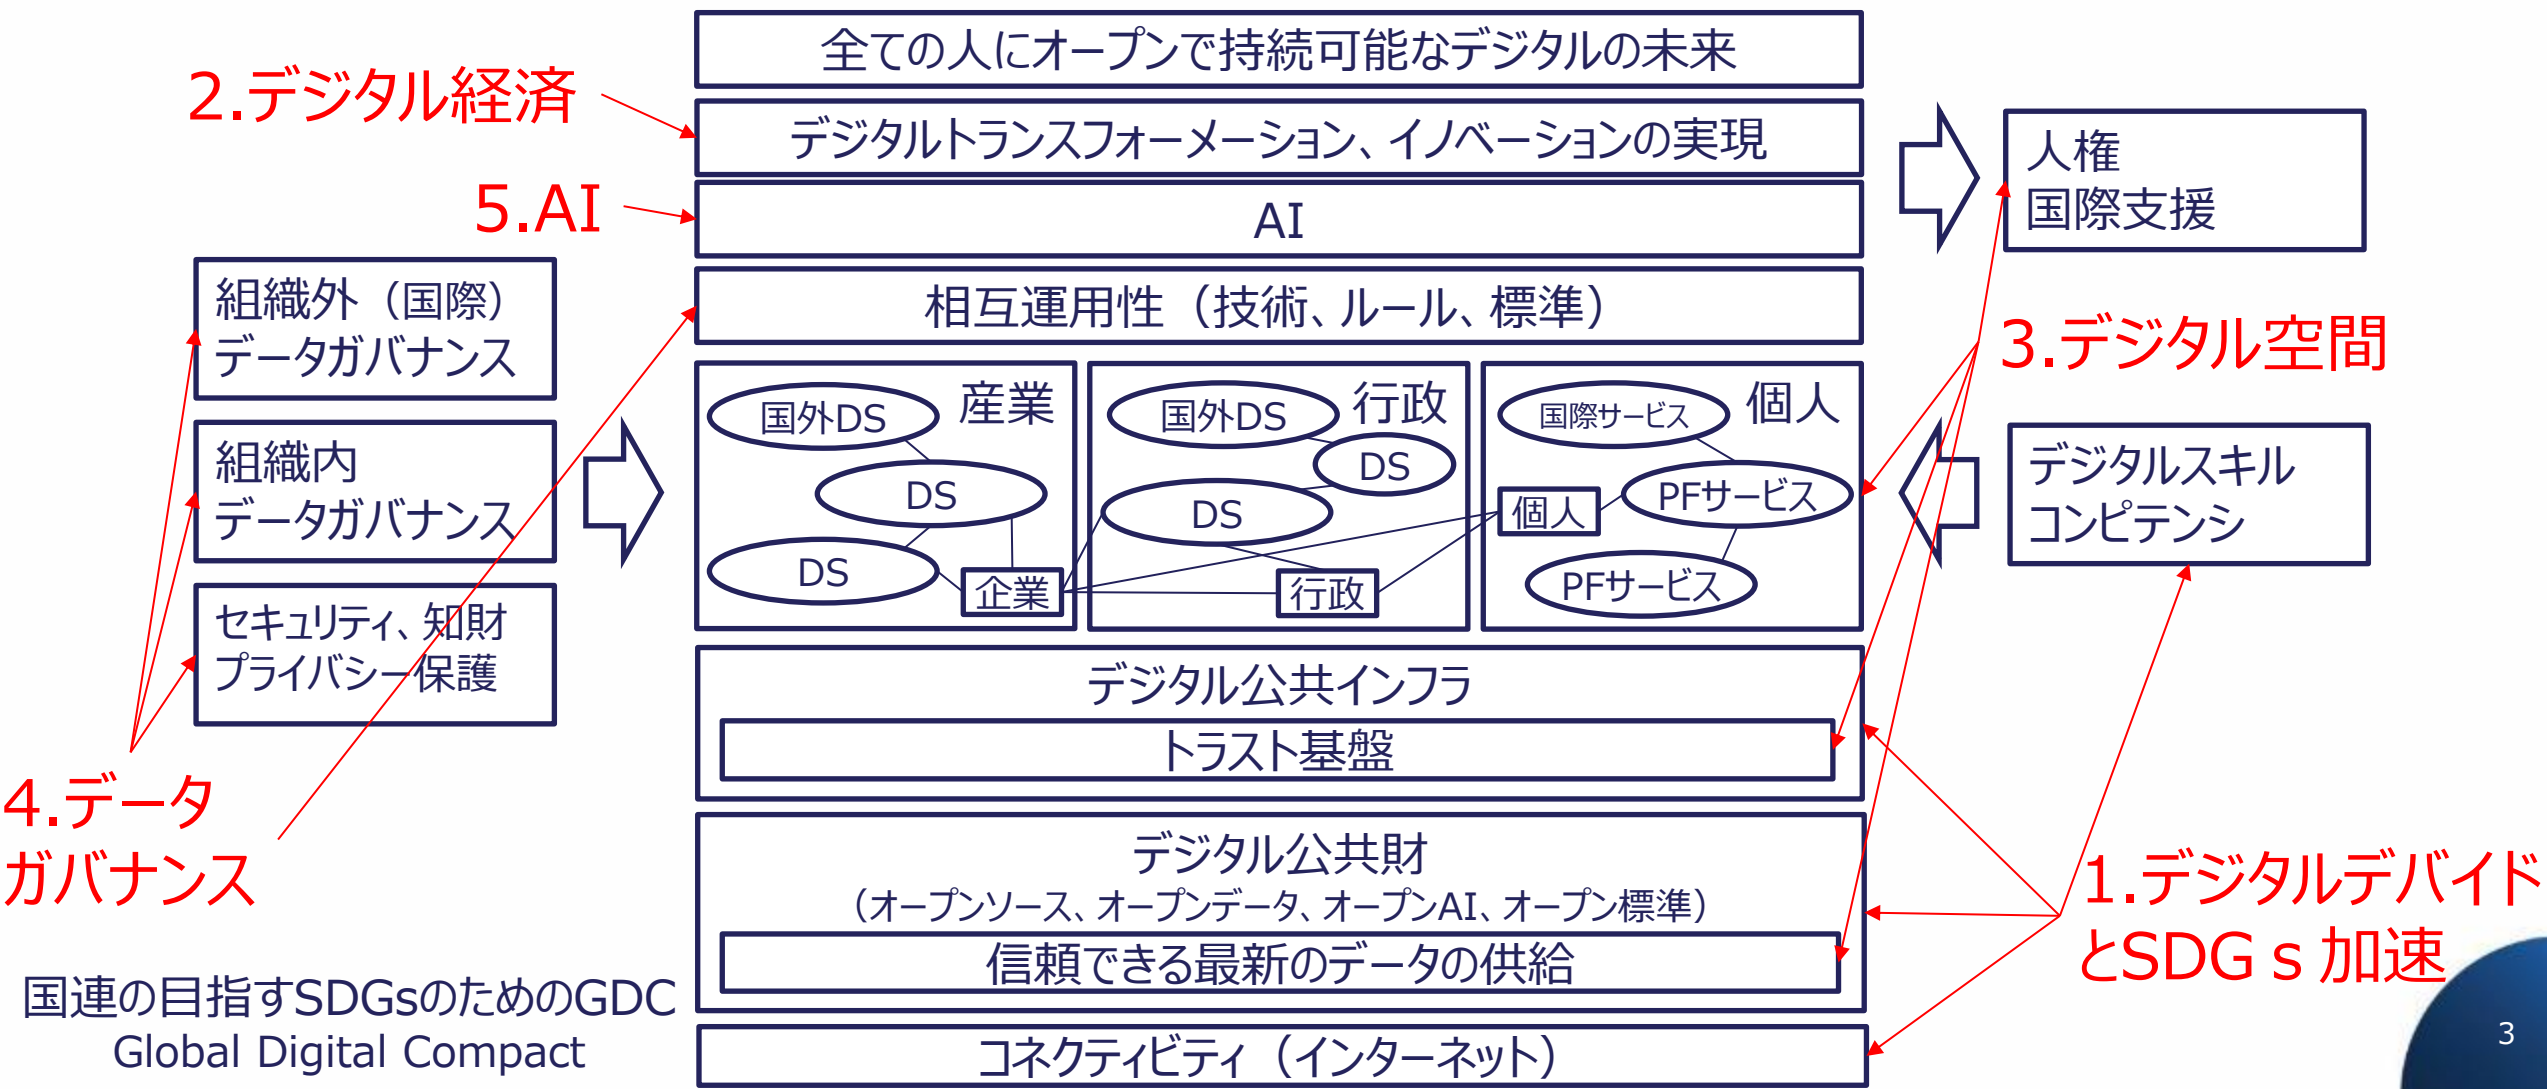 全ての人にオープンで持続可能なデジタルの未来
2.デジタル経済
デジタルトランスフォーメーション、イノベーションの実現
人権
国際支援
5.AI
AI
組織外（国際）
データガバナンス
相互運用性（技術、ルール、標準）
3.デジタル空間
産業
国外DS
DS
DS
企業
行政
国外DS
DS
DS
行政
個人
国際サービス
PFサービス
個人
PFサービス
組織内
データガバナンス
デジタルスキル
コンピテンシ
セキュリティ、知財
プライバシー保護
デジタル公共インフラ
トラスト基盤
4.データ
ガバナンス
デジタル公共財
（オープンソース、オープンデータ、オープンAI、オープン標準）
信頼できる最新のデータの供給
1.デジタルデバイド
とSDGｓ加速
国連の目指すSDGsのためのGDC
Global Digital Compact
コネクティビティ（インターネット）
3